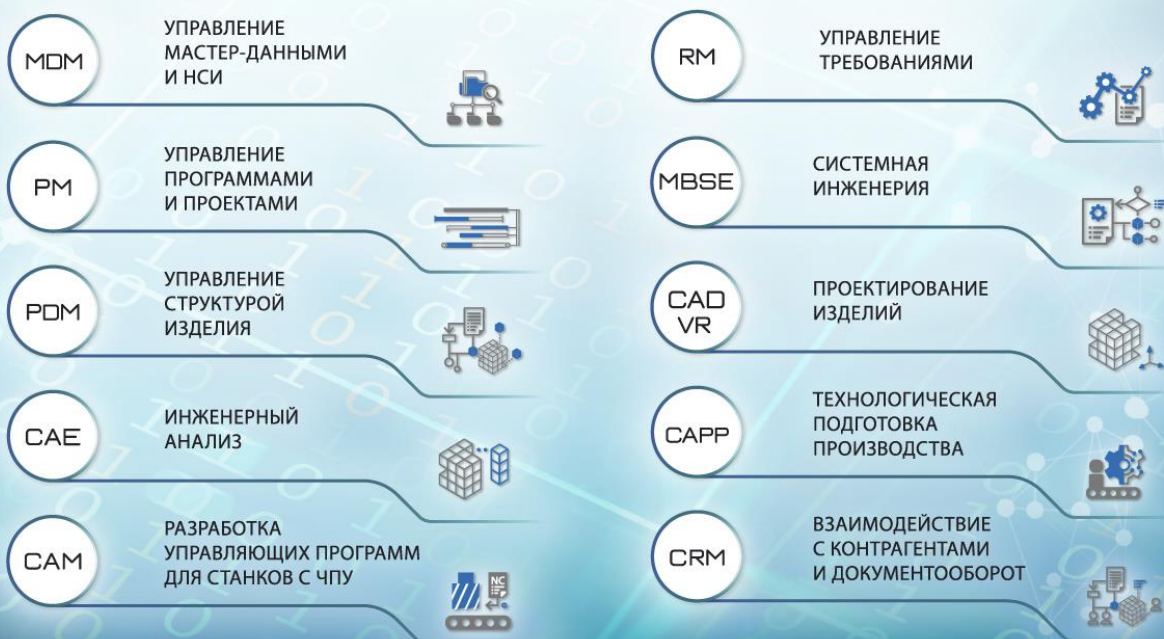 MDM
УПРАВЛЕНИЕ
МАСТЕР-ДАННЫМИ
И НСИ
PM
УПРАВЛЕНИЕ
ПРОГРАММАМИ
И ПРОЕКТАМИ
PDM
УПРАВЛЕНИЕ
СТРУКТУРОЙ
ИЗДЕЛИЯ
CAE
ИНЖЕНЕРНЫЙ
АНАЛИЗ
CAM
РАЗРАБОТКА
УПРАВЛЯЮЩИХ ПРОГРАММ
ДЛЯ СТАНКОВ С ЧПУ
NC
RM
УПРАВЛЕНИЕ
ТРЕБОВАНИЯМИ
MBSE
СИСТЕМНАЯ
ИНЖЕНЕРИЯ
CAD
VR
ПРОЕКТИРОВАНИЕ
ИЗДЕЛИЙ
CAPP
ТЕХНОЛОГИЧЕСКАЯ
ПОДГОТОВКА
ПРОИЗВОДСТВА
CRM
ВЗАИМОДЕЙСТВИЕ
С КОНТРАГЕНТАМИ
И ДОКУМЕНТООБОРОТ